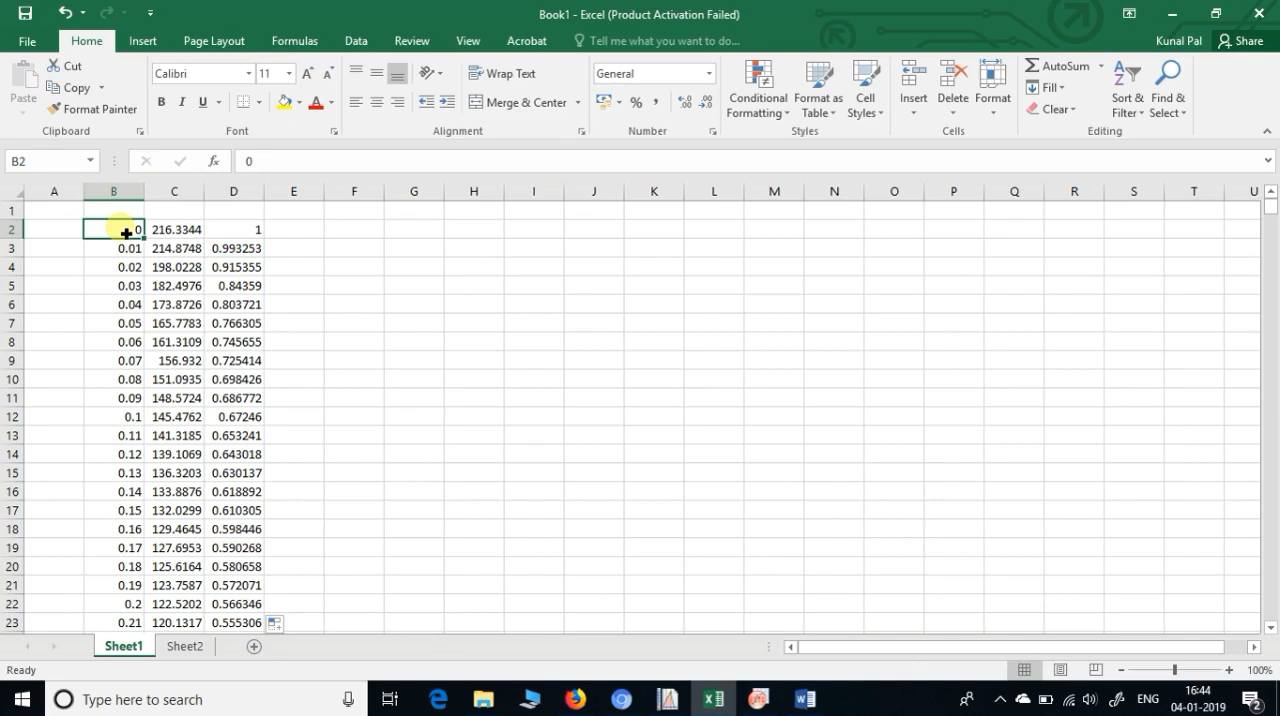 Book1 - Excel (Product Activation Failed)
File Home Insert Page Layout Formulas Data Review View Acrobat Tell me what you want to do... Kunal Pal Share
Paste Cut Copy Format Painter Clipboard
Calibri 11 B I U A Font
Wrap Text Merge & Center Alignment
General % , Number
Conditional Formatting Format as Table Cell Styles Styles
Insert Delete Format Cells
AutoSum Fill Clear Sort & Filter Find & Select Editing
B2 fx 0
A B C D E F G H I J K L M N O P Q R S T U
1
2 0 216.3344 1
3 0.01 214.8748 0.993253
4 0.02 198.0228 0.915355
5 0.03 182.4976 0.84359
6 0.04 173.8726 0.803721
7 0.05 165.7783 0.766305
8 0.06 161.3109 0.745655
9 0.07 156.932 0.725414
10 0.08 151.0935 0.698426
11 0.09 148.5724 0.686772
12 0.1 145.4762 0.67246
13 0.11 141.3185 0.653241
14 0.12 139.1069 0.643018
15 0.13 136.3203 0.630137
16 0.14 133.8876 0.618892
17 0.15 132.0299 0.610305
18 0.16 129.4645 0.598446
19 0.17 127.6953 0.590268
20 0.18 125.6164 0.580658
21 0.19 123.7587 0.572071
22 0.2 122.5202 0.566346
23 0.21 120.1317 0.555306
Sheet1 Sheet2
Ready 100%
Type here to search ENG 16:44
04-01-2019 2